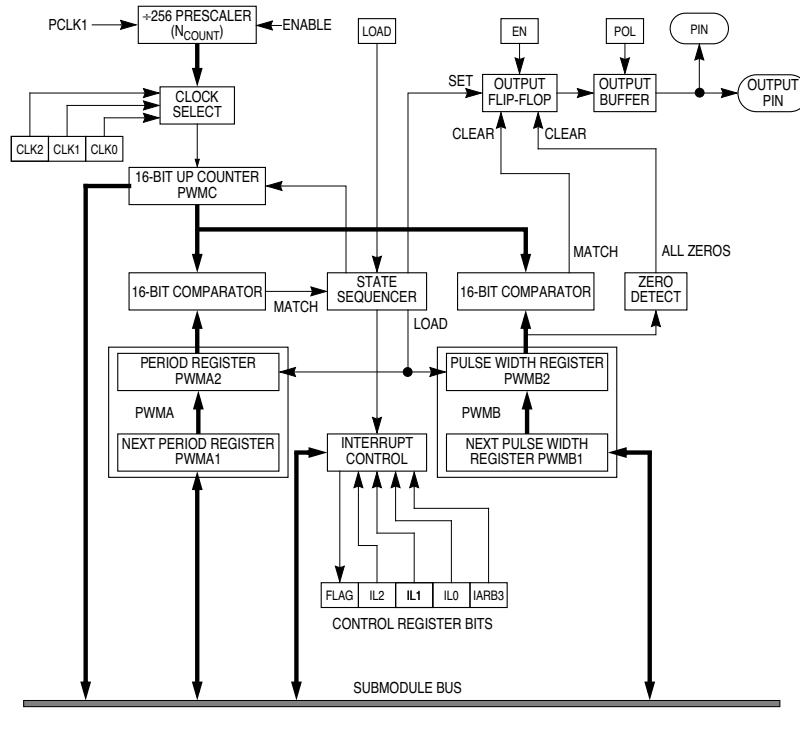 ÷256 PRESCALER
(NCOUNT)
PCLK1
ENABLE
LOAD
EN
POL
PIN
SET
OUTPUT
FLIP-FLOP
OUTPUT
BUFFER
OUTPUT
PIN
CLOCK
SELECT
CLEAR
CLEAR
CLK2
CLK1
CLK0
16-BIT UP COUNTER
PWMC
MATCH
ALL ZEROS
16-BIT COMPARATOR
MATCH
STATE
SEQUENCER
16-BIT COMPARATOR
ZERO
DETECT
LOAD
PERIOD REGISTER
PWMA2
PULSE WIDTH REGISTER
PWMB2
PWMA
PWMB
NEXT PERIOD REGISTER
PWMA1
INTERRUPT
CONTROL
NEXT PULSE WIDTH
REGISTER PWMB1
FLAG
IL2
IL1
IL0
IARB3
CONTROL REGISTER BITS
SUBMODULE BUS